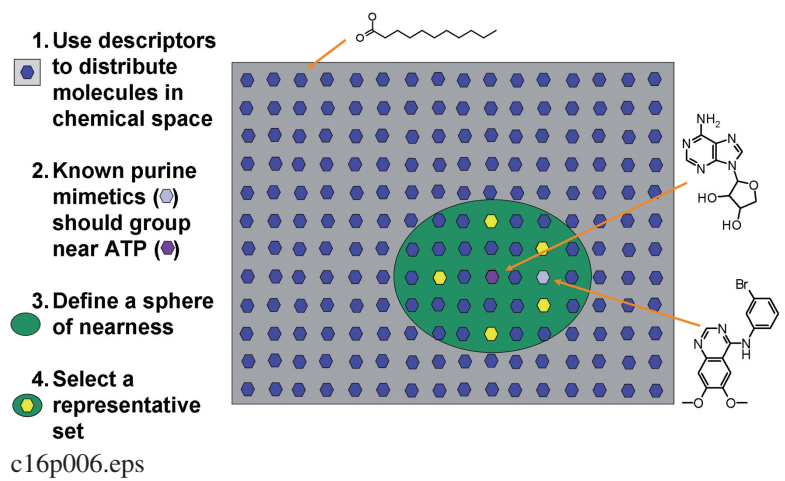 1. Use descriptors
to distribute
molecules in
chemical space
2. Known purine
mimetics ( )
should group
near ATP ( )
3. Define a sphere
of nearness
4. Select a
representative
set
c16p006.eps
O
O
NH2
N
N
N
N
O
HO
HO
Br
N
N
N
H
O
O